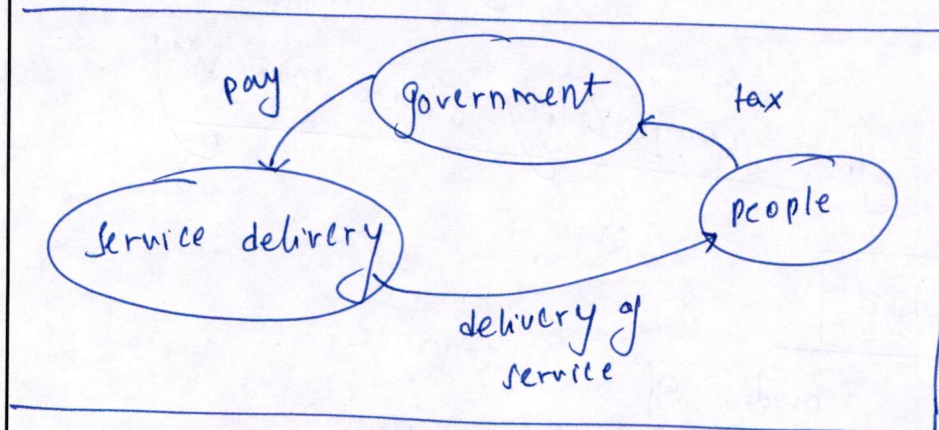 pay
government
tax
service delivery
people
delivery of
service